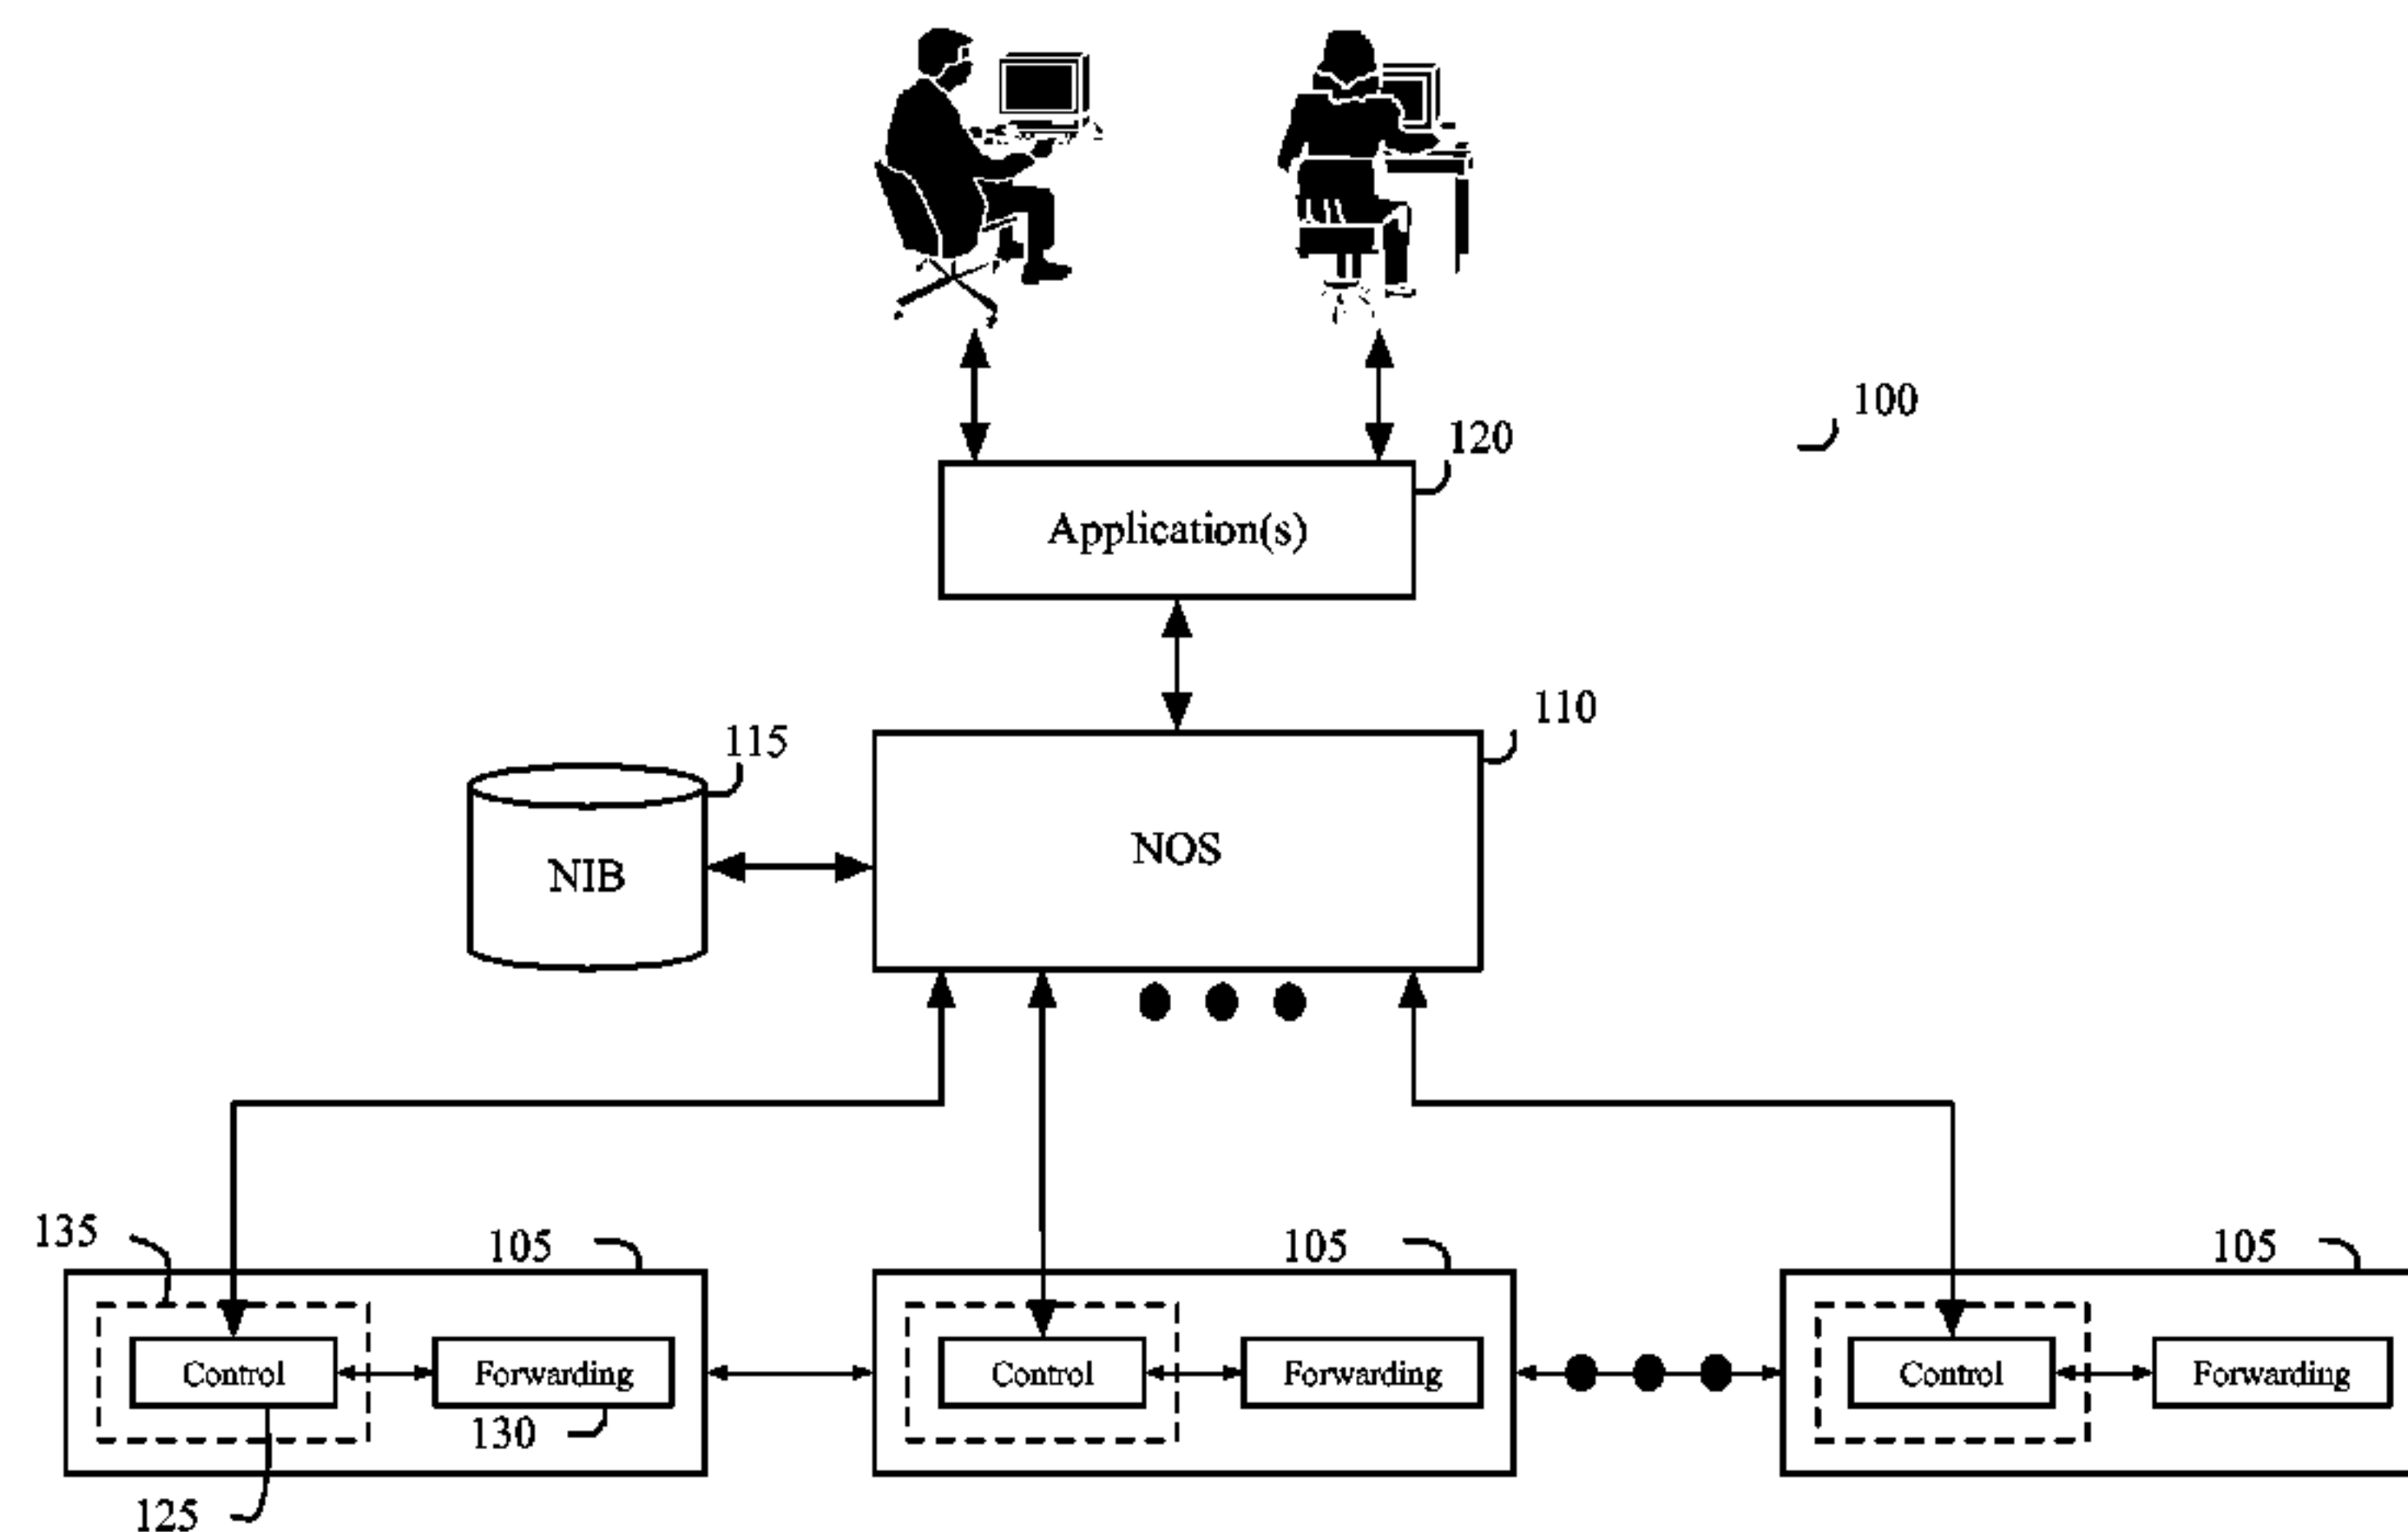 100
120
Application(s)
110
115
NOS
NIB
135
105
105
105
Control
Forwarding
Control
Forwarding
Control
Forwarding
130
125